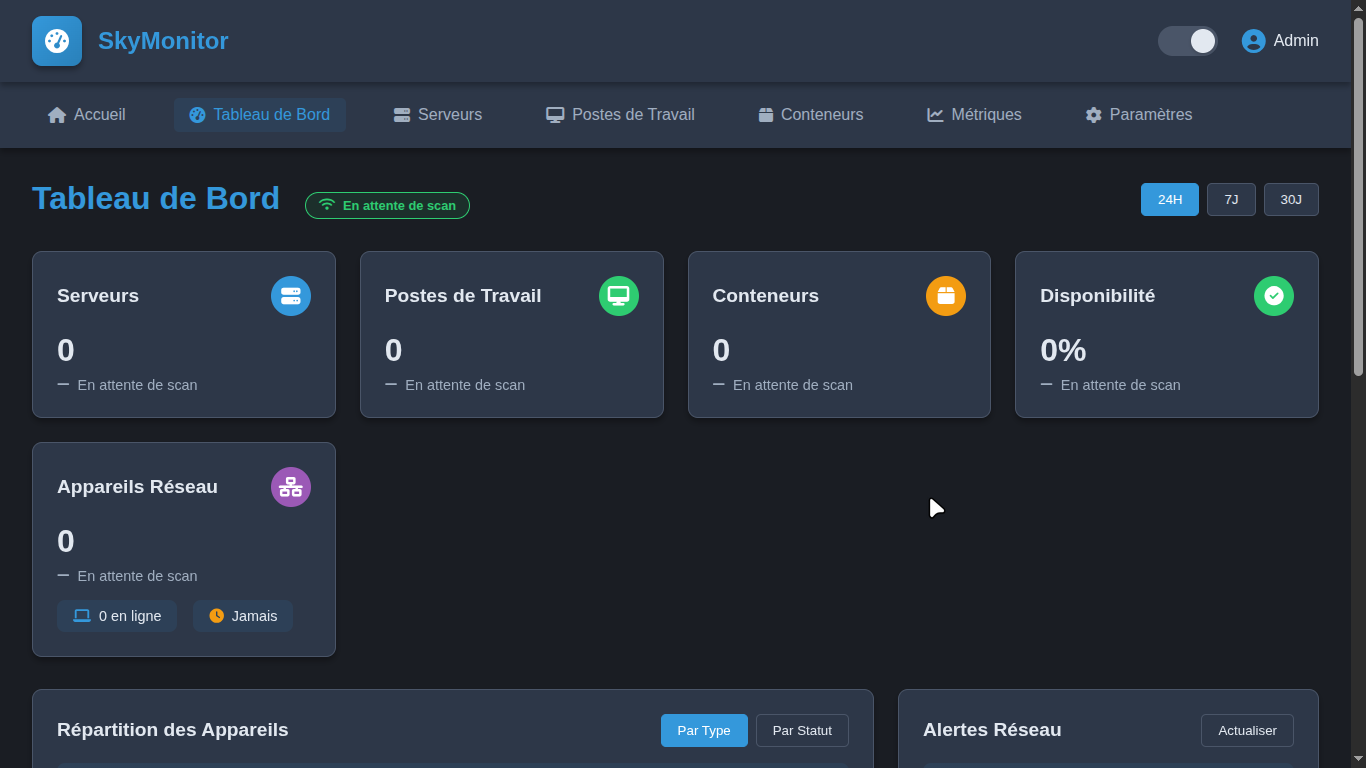 SkyMonitor
Admin
Accueil
Tableau de Bord
Serveurs
Postes de Travail
Conteneurs
Métriques
Paramètres
Tableau de Bord
En attente de scan
24H
7J
30J
Serveurs
0
En attente de scan
Postes de Travail
0
En attente de scan
Conteneurs
0
En attente de scan
Disponibilité
0%
En attente de scan
Appareils Réseau
0
En attente de scan
0 en ligne
Jamais
Répartition des Appareils
Par Type
Par Statut
Alertes Réseau
Actualiser